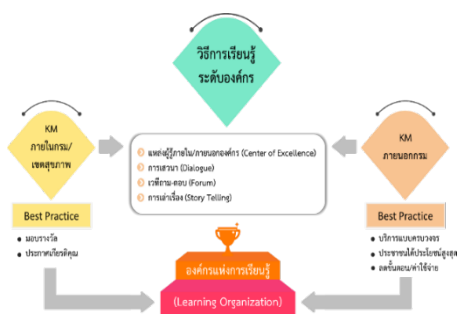 วิธีการเรียนรู้
ระดับองค์กร
KM
ภายในกรม/
เขตสุขภาพ
แหล่งผู้รู้ภายใน/ภายนอกองค์กร (Center of Excellence)
การเสวนา (Dialogue)
เวทีถาม-ตอบ (Forum)
การเล่าเรื่อง (Story Telling)
KM
ภายนอกกรม
Best Practice
มอบรางวัล
ประกาศเกียรติคุณ
Best Practice
บริการแบบครบวงจร
ประชาชนได้ประโยชน์สูงสุด
ลดขั้นตอน/ค่าใช้จ่าย
องค์กรแห่งการเรียนรู้
(Learning Organization)